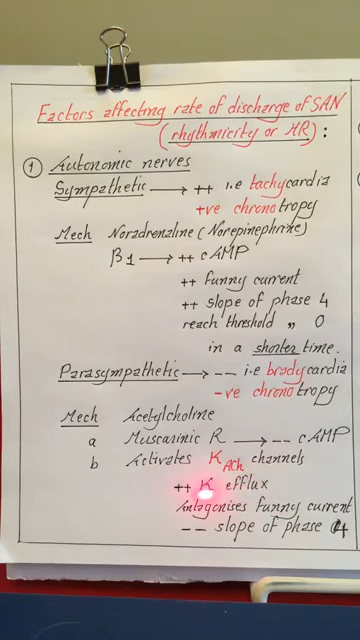 Factors affecting rate of discharge of SAN
(rhythmicity or HR):
① Autonomic nerves
Sympathetic → ++ i.e tachycardia
+ve chronotropy
Mech Noradrenaline (Norepinephrine)
β1 → ++ cAMP
++ funny current
++ slope of phase 4
reach threshold ,, 0
in a shorter time.
Parasympathetic → -- i.e bradycardia
-ve chronotropy
Mech Acetylcholine
a Muscarinic R → -- cAMP
b Activates K ACh channels
++ K efflux
Antagonises funny current
-- slope of phase 4